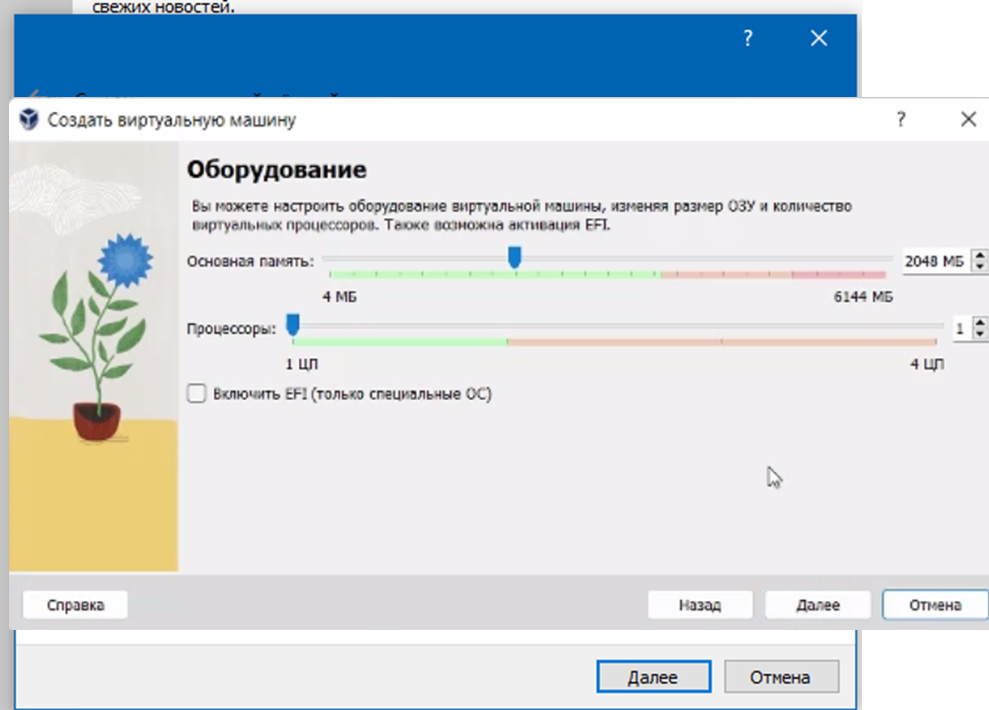 свежих новостей.
?
Создать виртуальную машину
?
Оборудование
Вы можете настроить оборудование виртуальной машины, изменяя размер ОЗУ и количество
виртуальных процессоров. Также возможна активация EFI.
Основная память:
2048 МБ
4 МБ
6144 МБ
Процессоры:
1
1 ЦП
4 ЦП
Включить EFI (только специальные ОС)
Справка
Назад
Далее
Отмена
Далее
Отмена